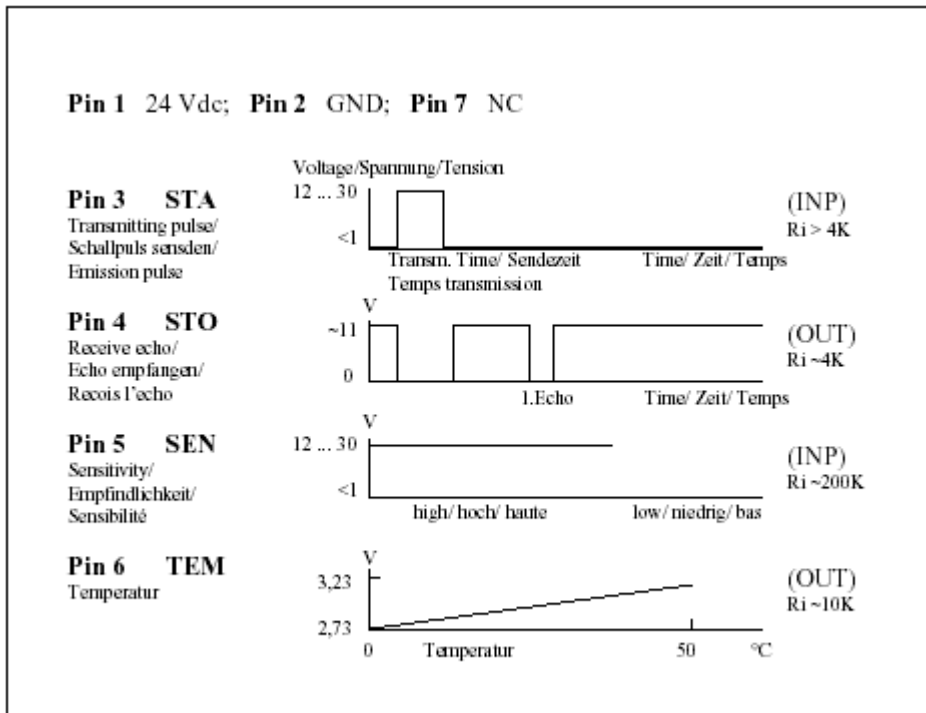 Pin 1 24 Vdc; Pin 2 GND; Pin 7 NC
Voltage/Spannung/Tension
Pin 3 STA
Transmitting pulse/
Schallpuls sensden/
Emission pulse
12 ... 30
<1
Transm. Time/ Sendezeit
Temps transmission
Time/ Zeit/ Temps
(INP)
Ri > 4K
Pin 4 STO
Receive echo/
Echo empfangen/
Recois l'echo
V
~11
0
1.Echo
Time/ Zeit/ Temps
(OUT)
Ri ~4K
Pin 5 SEN
Sensitivity/
Empfindlichkeit/
Sensibilité
V
12 ... 30
<1
high/ hoch/ haute
low/ niedrig/ bas
(INP)
Ri ~200K
Pin 6 TEM
Temperatur
V
3,23
2,73
0
Temperatur
50
°C
(OUT)
Ri ~10K